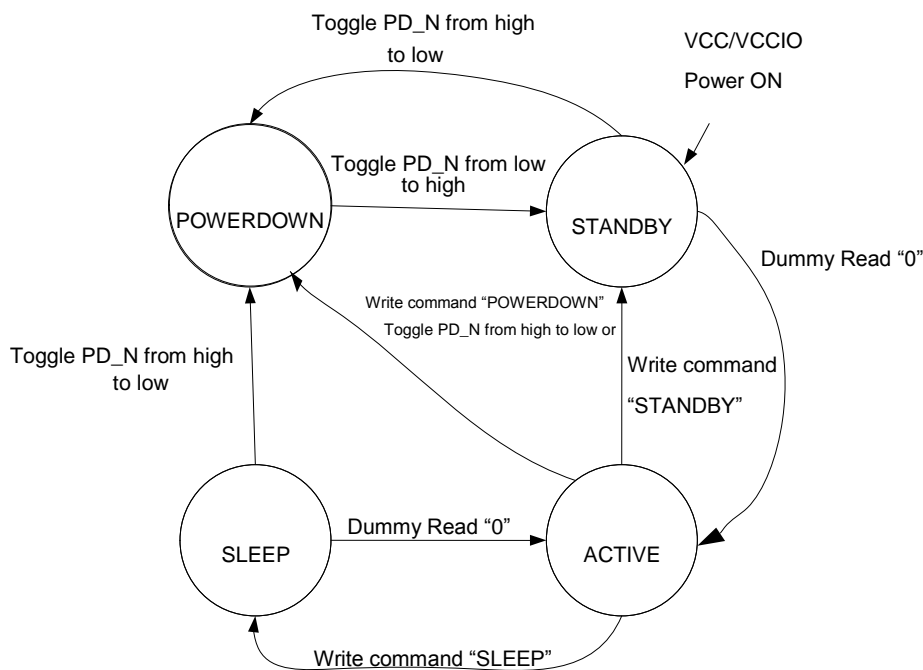 Toggle PD_N from high
to low
VCC/VCCIO
Power ON
Toggle PD_N from low
to high
POWERDOWN
STANDBY
Dummy Read “0”
Write command “POWERDOWN”
Toggle PD_N from high to low or
Toggle PD_N from high
to low
Write command
“STANDBY”
Dummy Read “0”
SLEEP
ACTIVE
Write command “SLEEP”